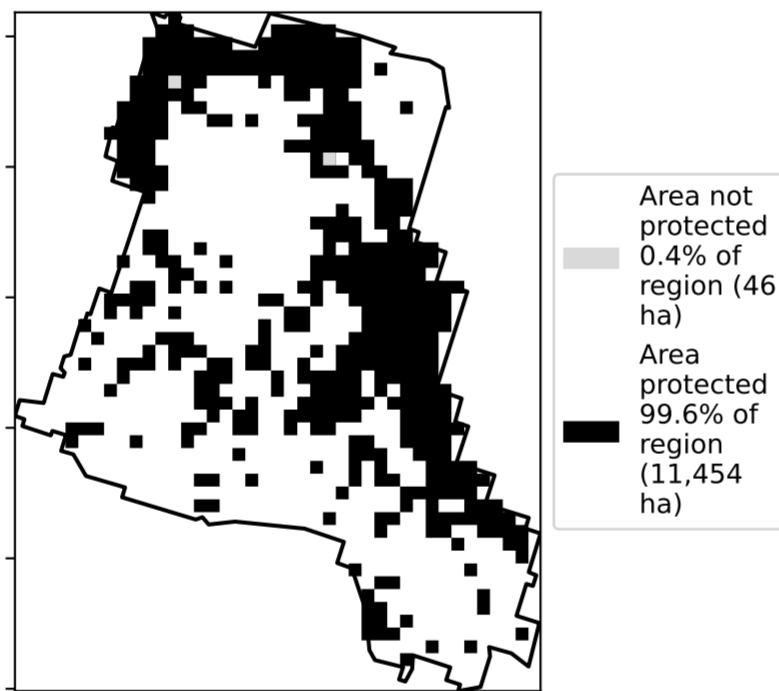 Area not
protected
0.4% of
region (46
ha)
Area
protected
99.6% of
region
(11,454
ha)